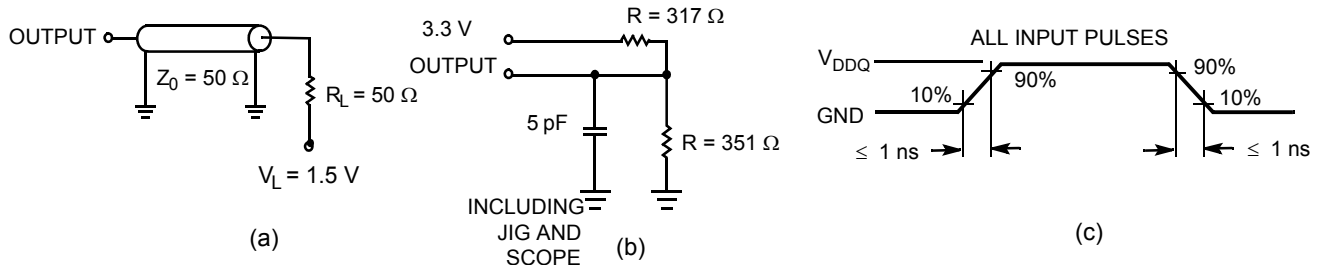 OUTPUT
Z0 = 50 Ω
RL = 50 Ω
VL = 1.5 V
(a)
R = 317 Ω
3.3 V
OUTPUT
5 pF
R = 351 Ω
INCLUDING
JIG AND
SCOPE
(b)
ALL INPUT PULSES
VDDQ
90%
90%
10%
10%
GND
≤ 1 ns
≤ 1 ns
(c)